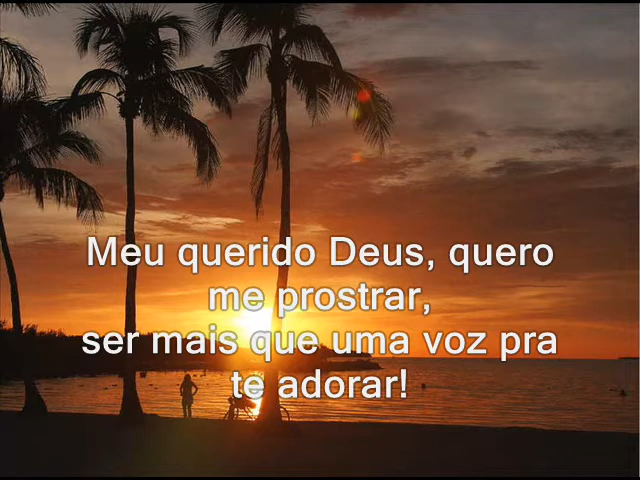 Meu querido Deus, quero
me prostrar,
ser mais que uma voz pra
te adorar!